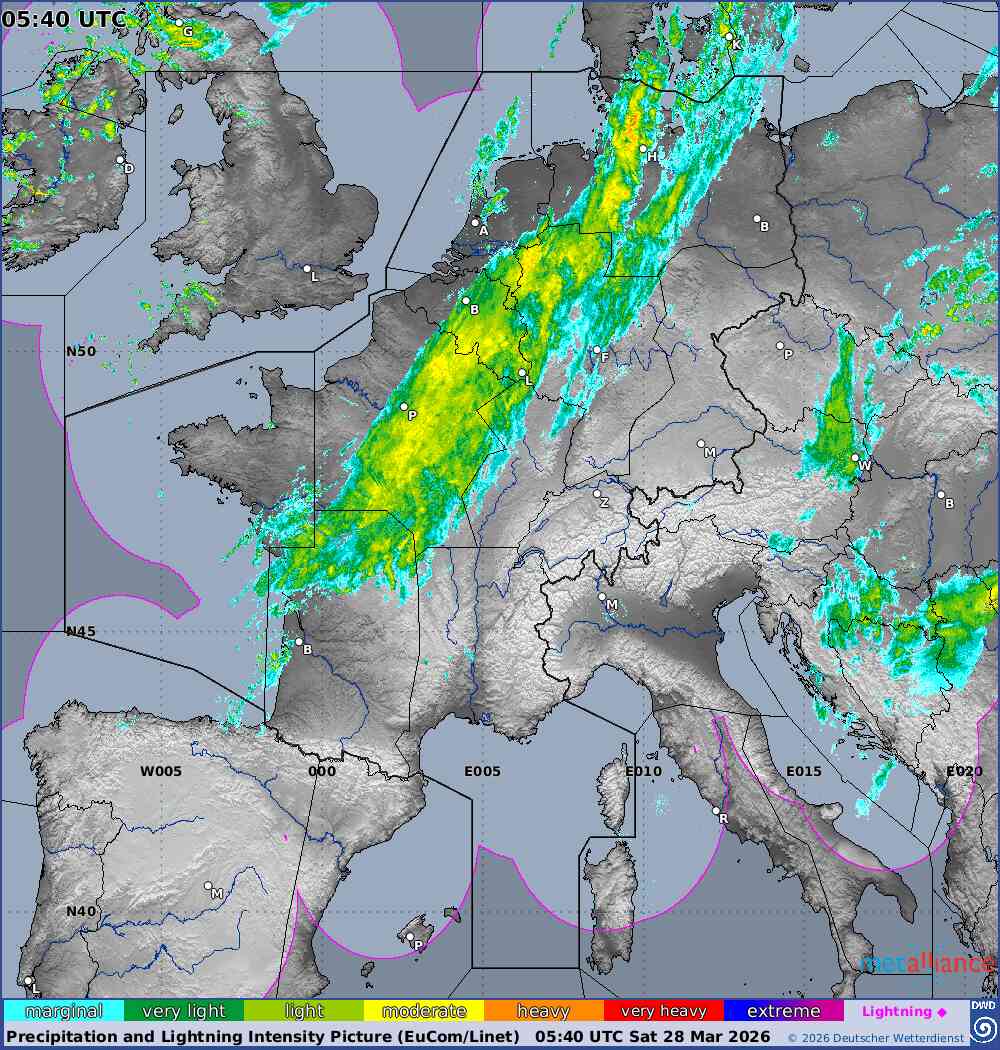 05:40 UTC
G
K
D
H
A
B
L
B
N50
P
F
L
P
M
W
Z
B
M
N45
B
W005
000
E005
E010
E015
E020
R
M
N40
P
L
metalliance
marginal
very light
light
moderate
heavy
very heavy
extreme
Lightning ◆
DWD
Precipitation and Lightning Intensity Picture (EuCom/Linet) 05:40 UTC Sat 28 Mar 2026 © 2026 Deutscher Wetterdienst